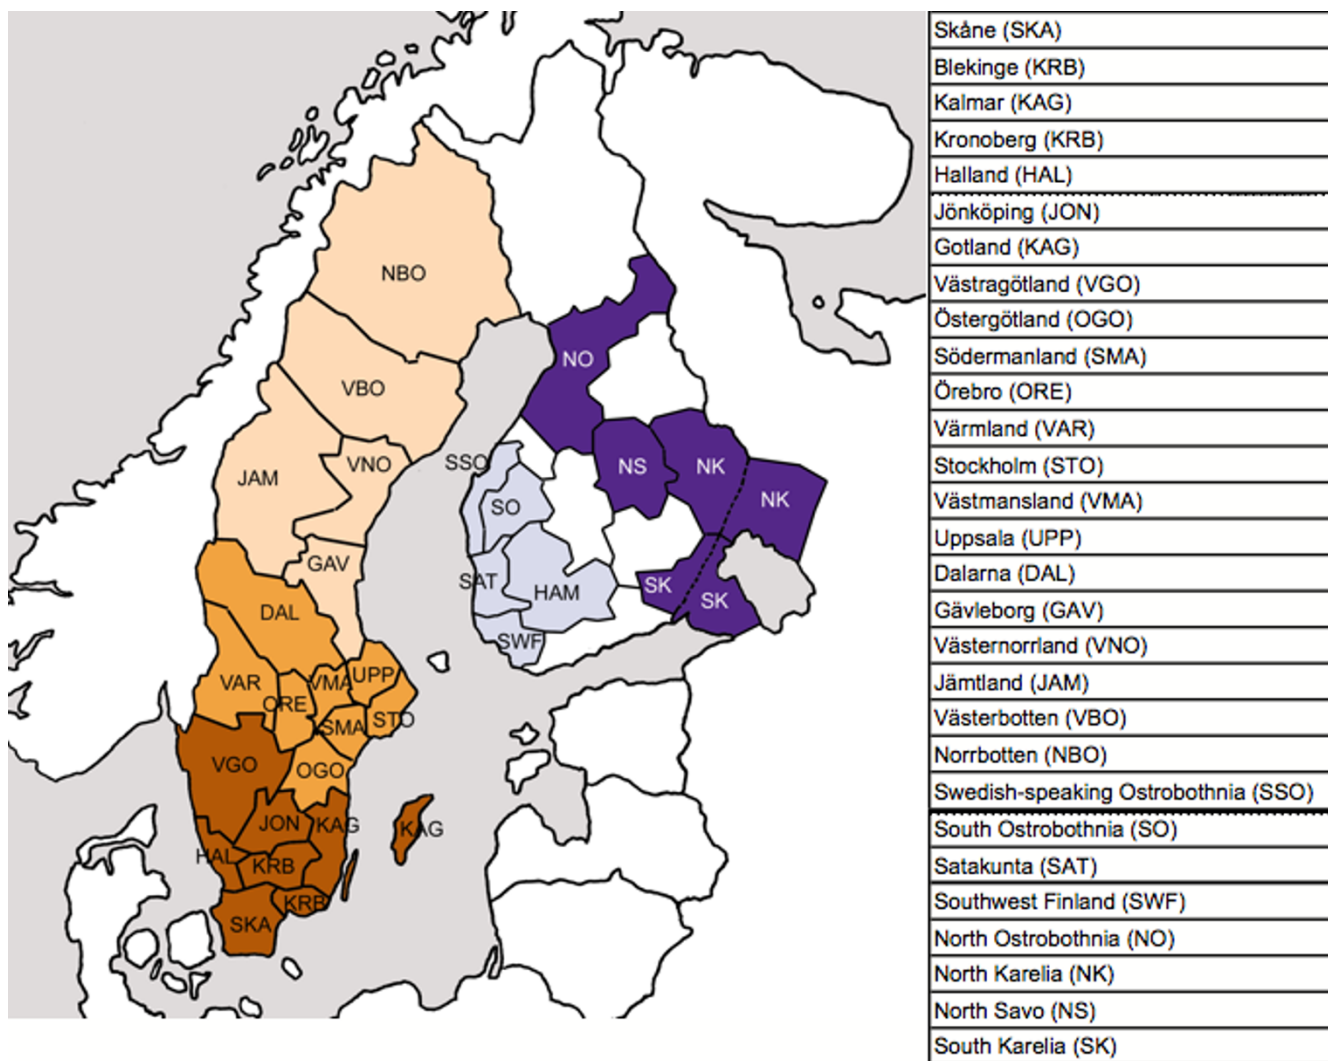 NBO
NO
VBO
SSO
VNO
JAM
NS
NK
NK
SO
GAV
SAT
HAM
SK
SK
DAL
SWF
VAR
VMA
UPP
ORE
SMA
STO
VGO
OGO
JON
KAG
KAG
HAL
KRB
KRB
SKA
Skåne (SKA)
Blekinge (KRB)
Kalmar (KAG)
Kronoberg (KRB)
Halland (HAL)
Jönköping (JON)
Gotland (KAG)
Västragötland (VGO)
Östergötland (OGO)
Södermanland (SMA)
Örebro (ORE)
Värmland (VAR)
Stockholm (STO)
Västmansland (VMA)
Uppsala (UPP)
Dalarna (DAL)
Gävleborg (GAV)
Västernorrland (VNO)
Jämtland (JAM)
Västerbotten (VBO)
Norrbotten (NBO)
Swedish-speaking Ostrobothnia (SSO)
South Ostrobothnia (SO)
Satakunta (SAT)
Southwest Finland (SWF)
North Ostrobothnia (NO)
North Karelia (NK)
North Savo (NS)
South Karelia (SK)